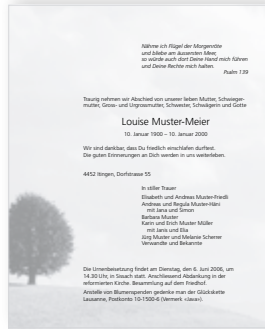 Nähme ich Flügel der Morgenröte
und bliebe am äussersten Meer,
so würde auch dort Deine Hand mich führen
und Deine Rechte mich halten.
Psalm 139
Traurig nehmen wir Abschied von unserer lieben Mutter, Schwieger-
mutter, Gross- und Urgrosmutter, Schwester, Schwägerin und Gotte
Louise Muster-Meier
10. Januar 1900 – 10. Januar 2000
Wir sind dankbar, dass Du friedlich einschlafen durftest.
Die guten Erinnerungen an Dich werden in uns weiterleben.
4452 Itingen, Dorfstrasse 55
In stiller Trauer
Elisabeth und Andreas Muster-Friedli
Andreas und Regula Muster-Häni
mit Jana und Simon
Barbara Muster
Karin und Erich Muster Müller
mit Janis und Elia
Jürg Muster und Melanie Scherrer
Verwandte und Bekannte
Die Urnenbeisetzung findet am Dienstag, den 6. Juni 2006, um
14.30 Uhr, in Sissach statt. Anschliessend Abdankung in der
reformierten Kirche. Besammlung auf dem Friedhof.
Anstelle von Blumenspenden gedenke man der Glückskette
Lausanne, Postkonto 10-1500-6 (Vermerk «Java»).